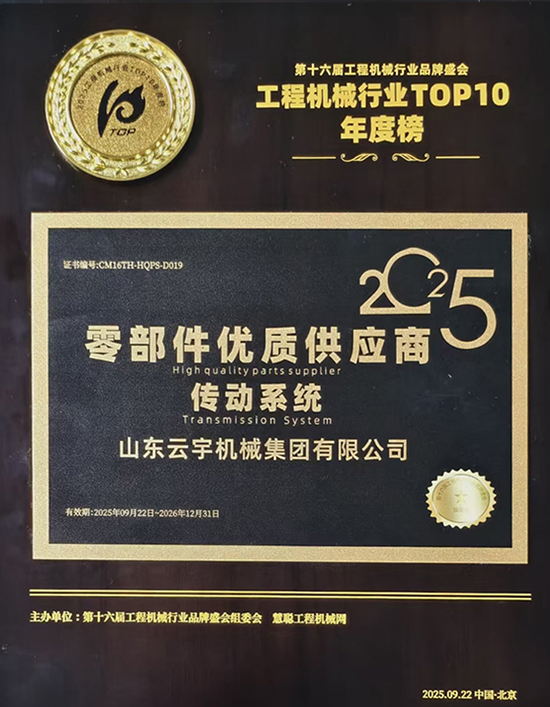 TOP
第十六届工程机械行业品牌盛会
工程机械行业TOP10
年度榜
证书编号:CM16TH-HQPS-D019
2025
零部件优质供应商
High quality parts supplier
传动系统
Transmission System
山东云宇机械集团有限公司
有效期:2025年09月22日~2026年12月31日
主办单位:第十六届工程机械行业品牌盛会组委会 慧聪工程机械网
2025.09.22 中国·北京